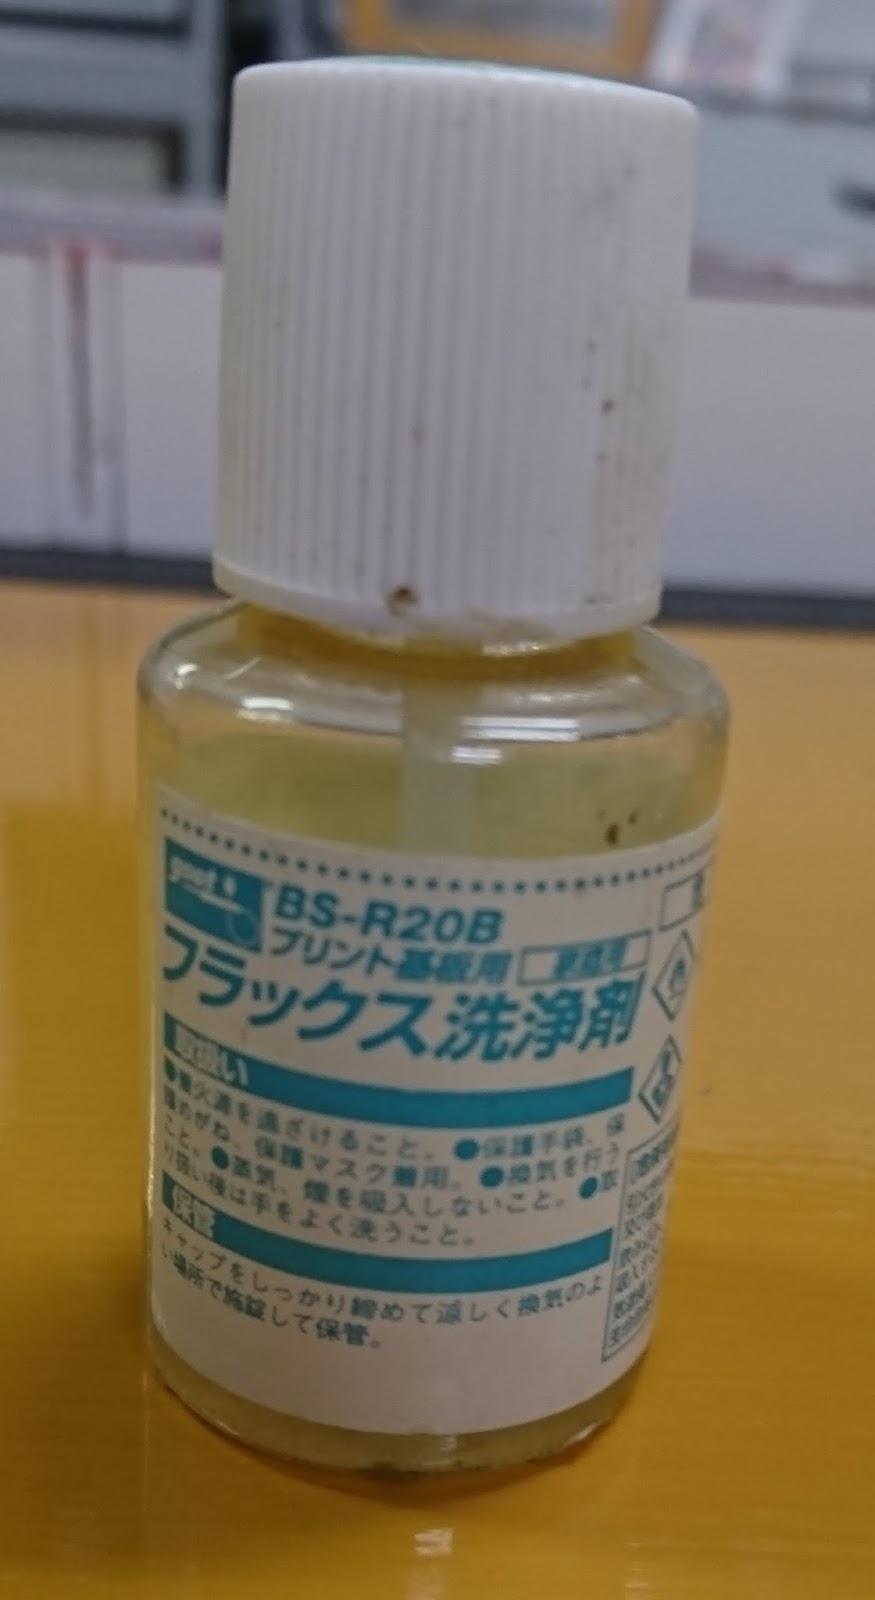 goot
BS-R20B
プリント基板用
フラックス洗浄剤
取扱い
火源を遠ざけること。●保護手袋、保
護めがね、保護マスク着用。●換気を行う
こと。●蒸気、煙を吸入しないこと。●取
り扱い後は手をよく洗うこと。
保管
キャップをしっかり締めて涼しく換気のよ
い場所で施錠して保管。